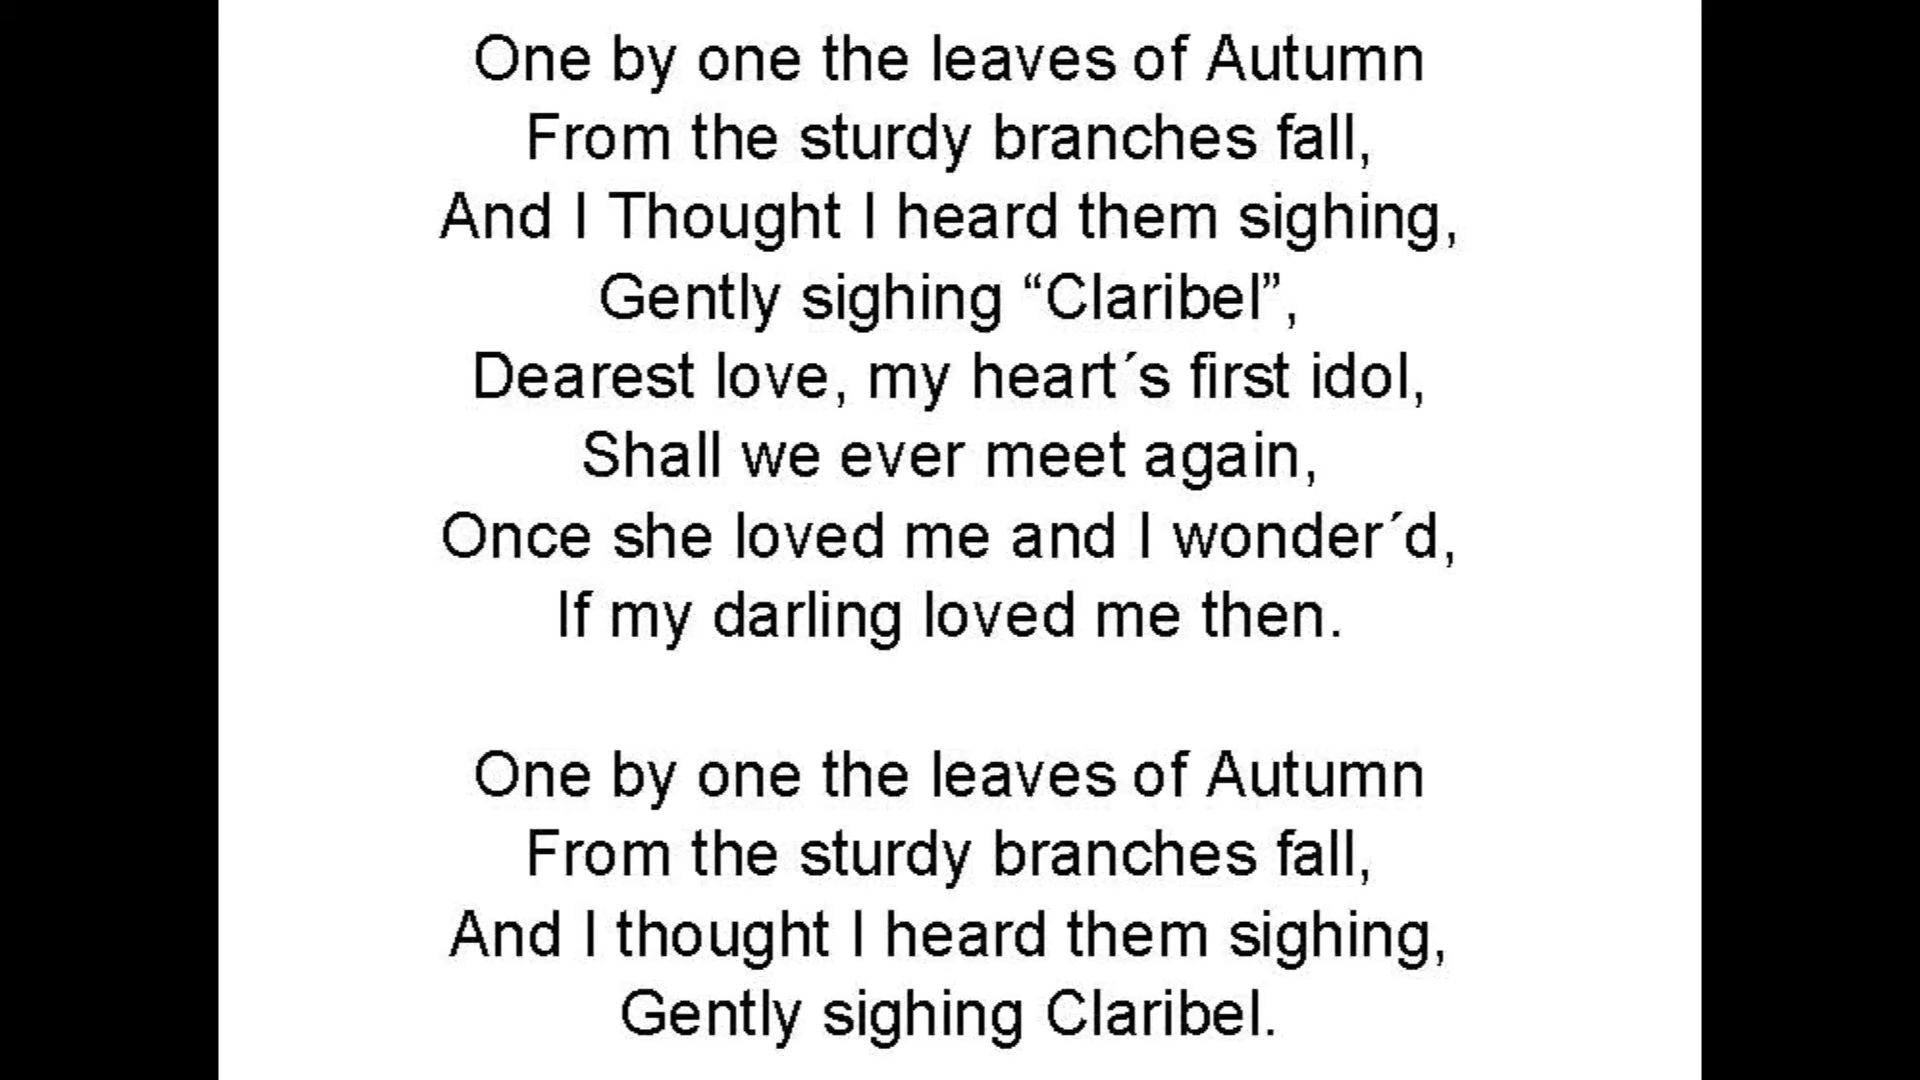 One by one the leaves of Autumn
From the sturdy branches fall,
And I Thought I heard them sighing,
Gently sighing “Claribel”,
Dearest love, my heart´s first idol,
Shall we ever meet again,
Once she loved me and I wonder´d,
If my darling loved me then.

One by one the leaves of Autumn
From the sturdy branches fall,
And I thought I heard them sighing,
Gently sighing Claribel.